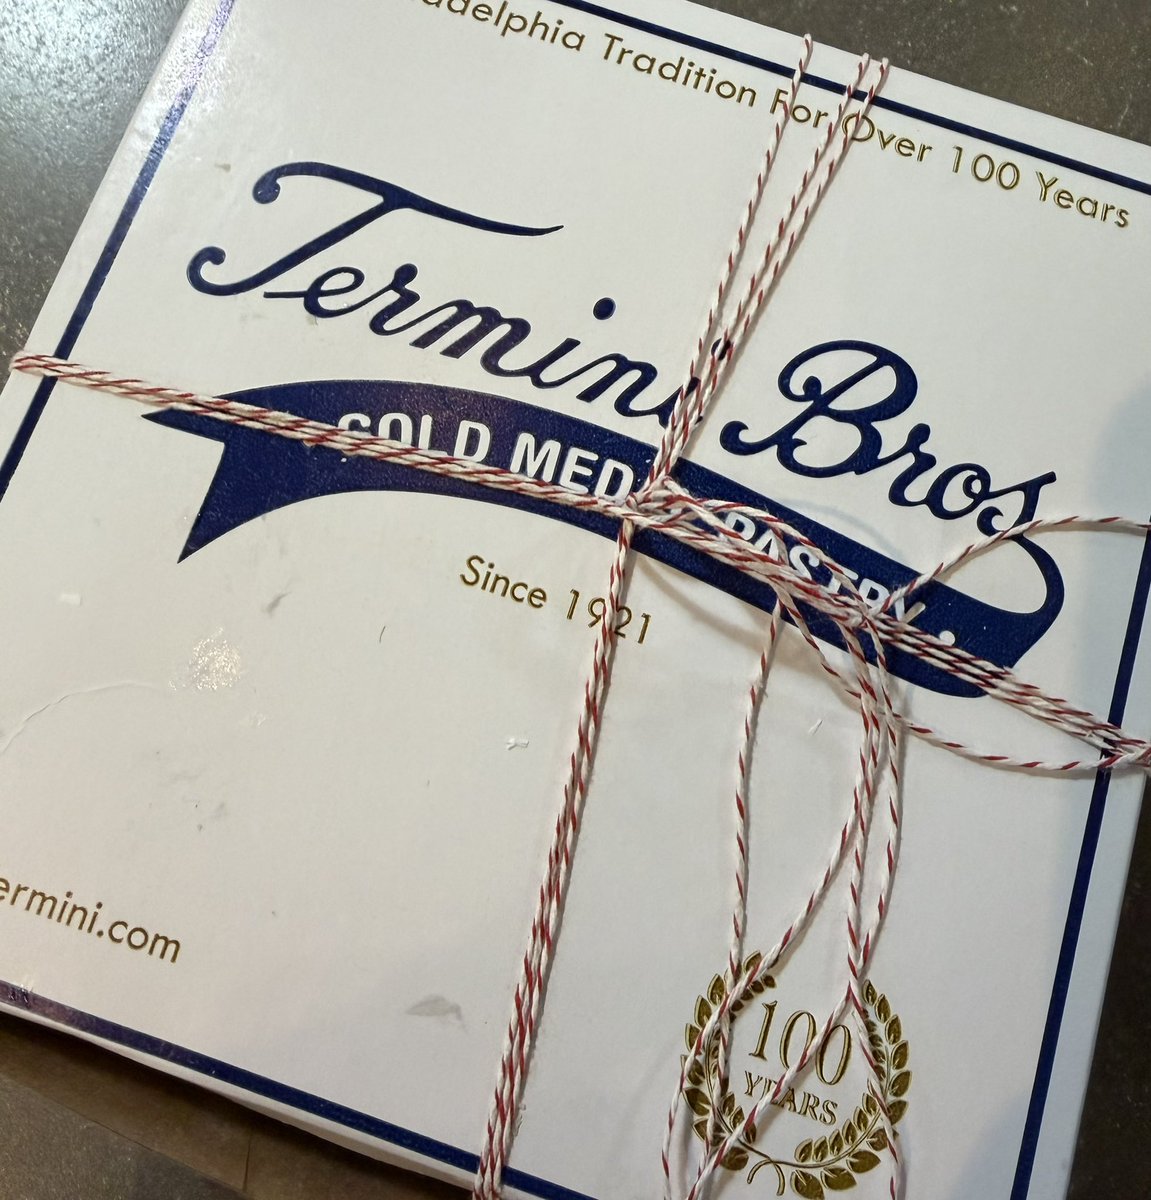 adelphia Tradition For Over 100 Years
Termini Bros
GOLD MEDAL PASTRY
Since 1921
ermini.com
100
YEARS